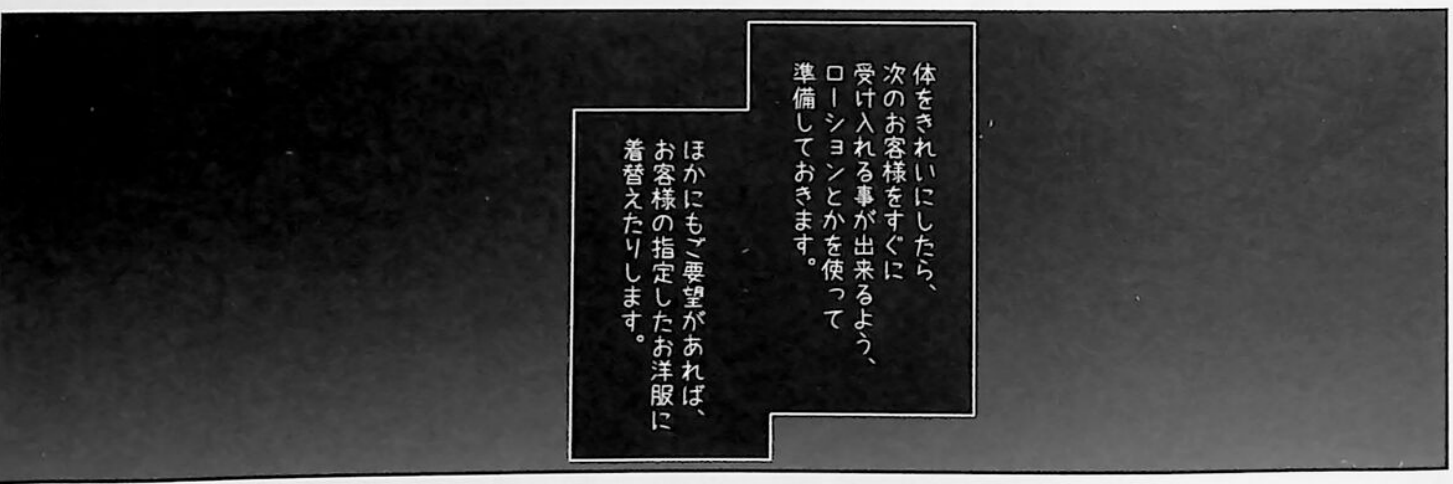 体をきれいにしたら、
次のお客様をすぐに
受け入れる事が出来るよう、
ローションとかを使って
準備しておきます。
ほかにもご要望があれば、
お客様の指定したお洋服に
着替えたりします。